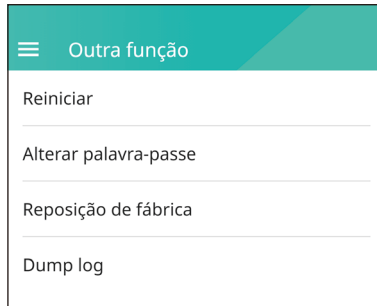 Outra função
Reiniciar
Alterar palavra-passe
Reposição de fábrica
Dump log